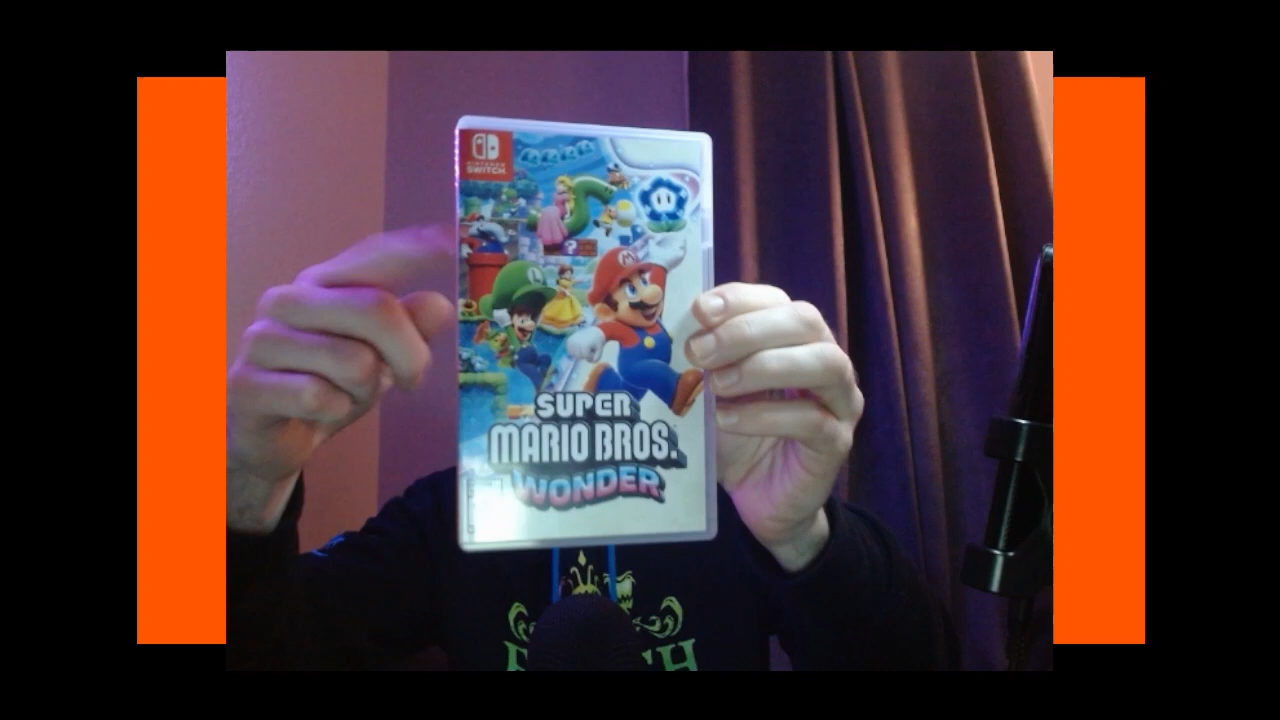 NINTENDO
SWITCH
SUPER
MARIO BROS.
WONDER